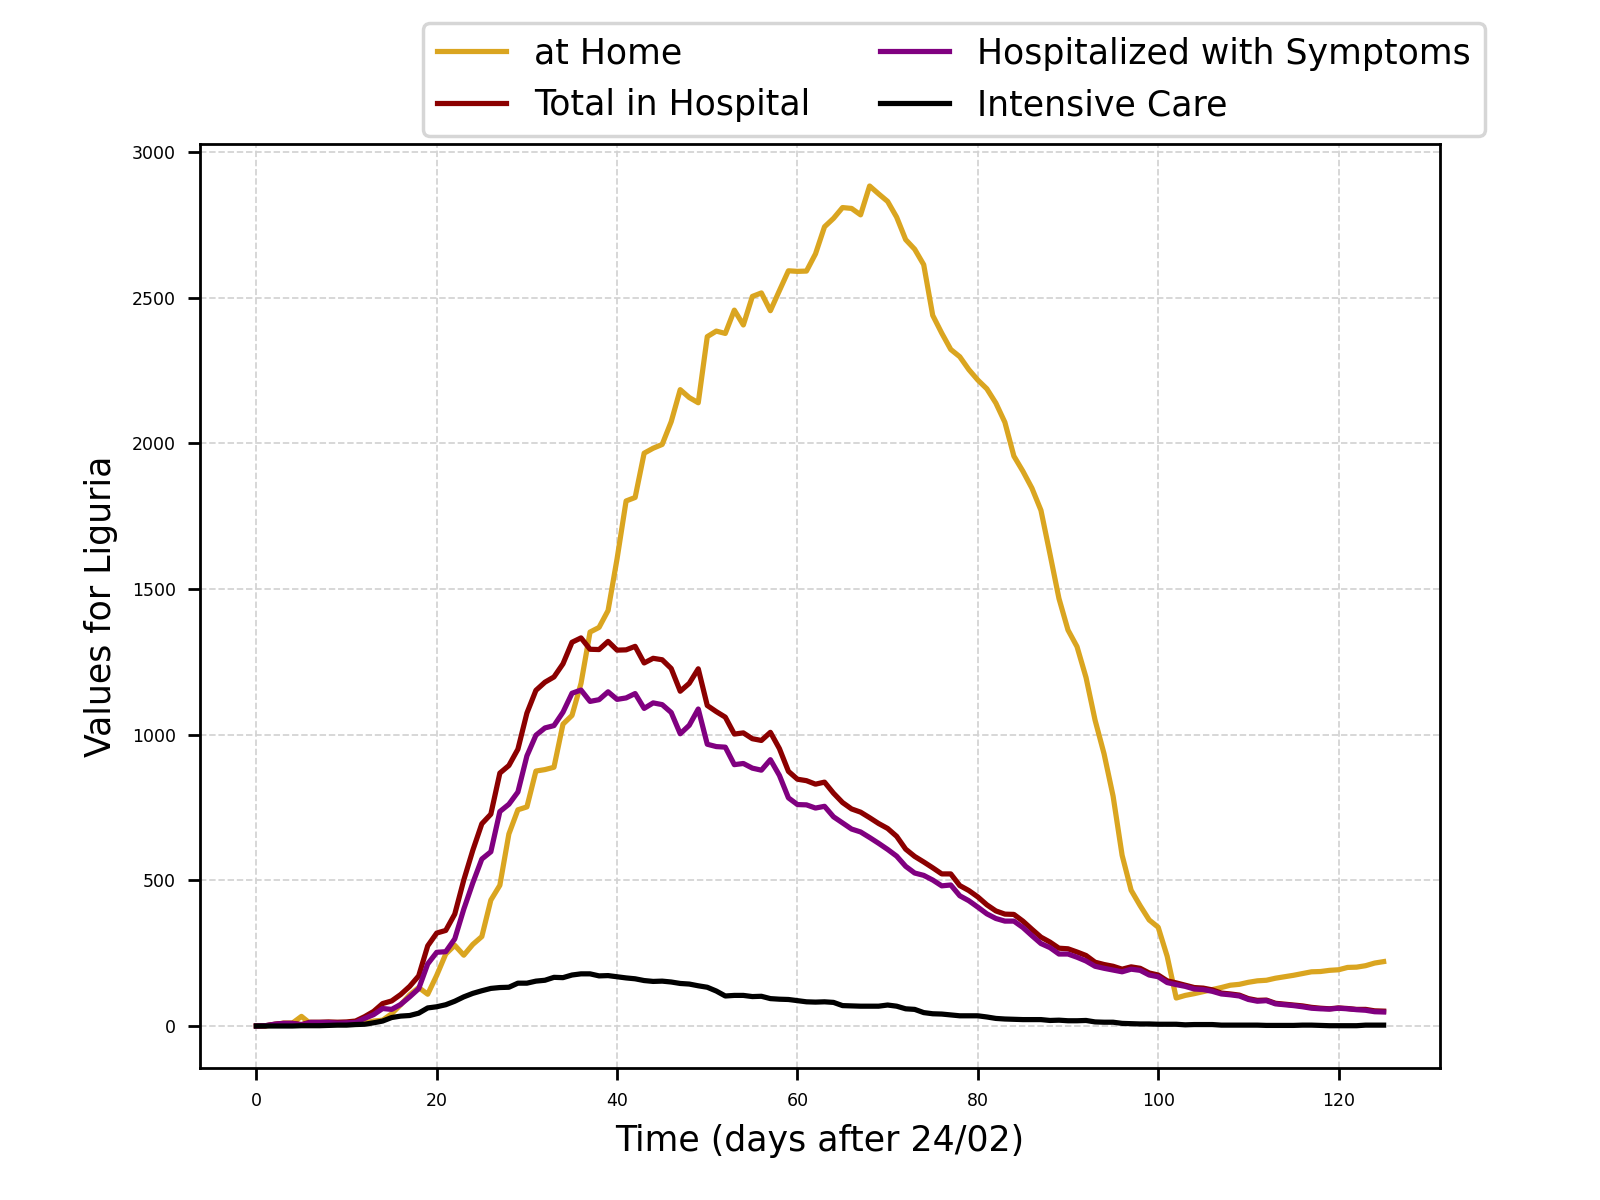 at Home
Total in Hospital
Hospitalized with Symptoms
Intensive Care
3000
2500
2000
1500
1000
500
0
Values for Liguria
0 20 40 60 80 100 120
Time (days after 24/02)